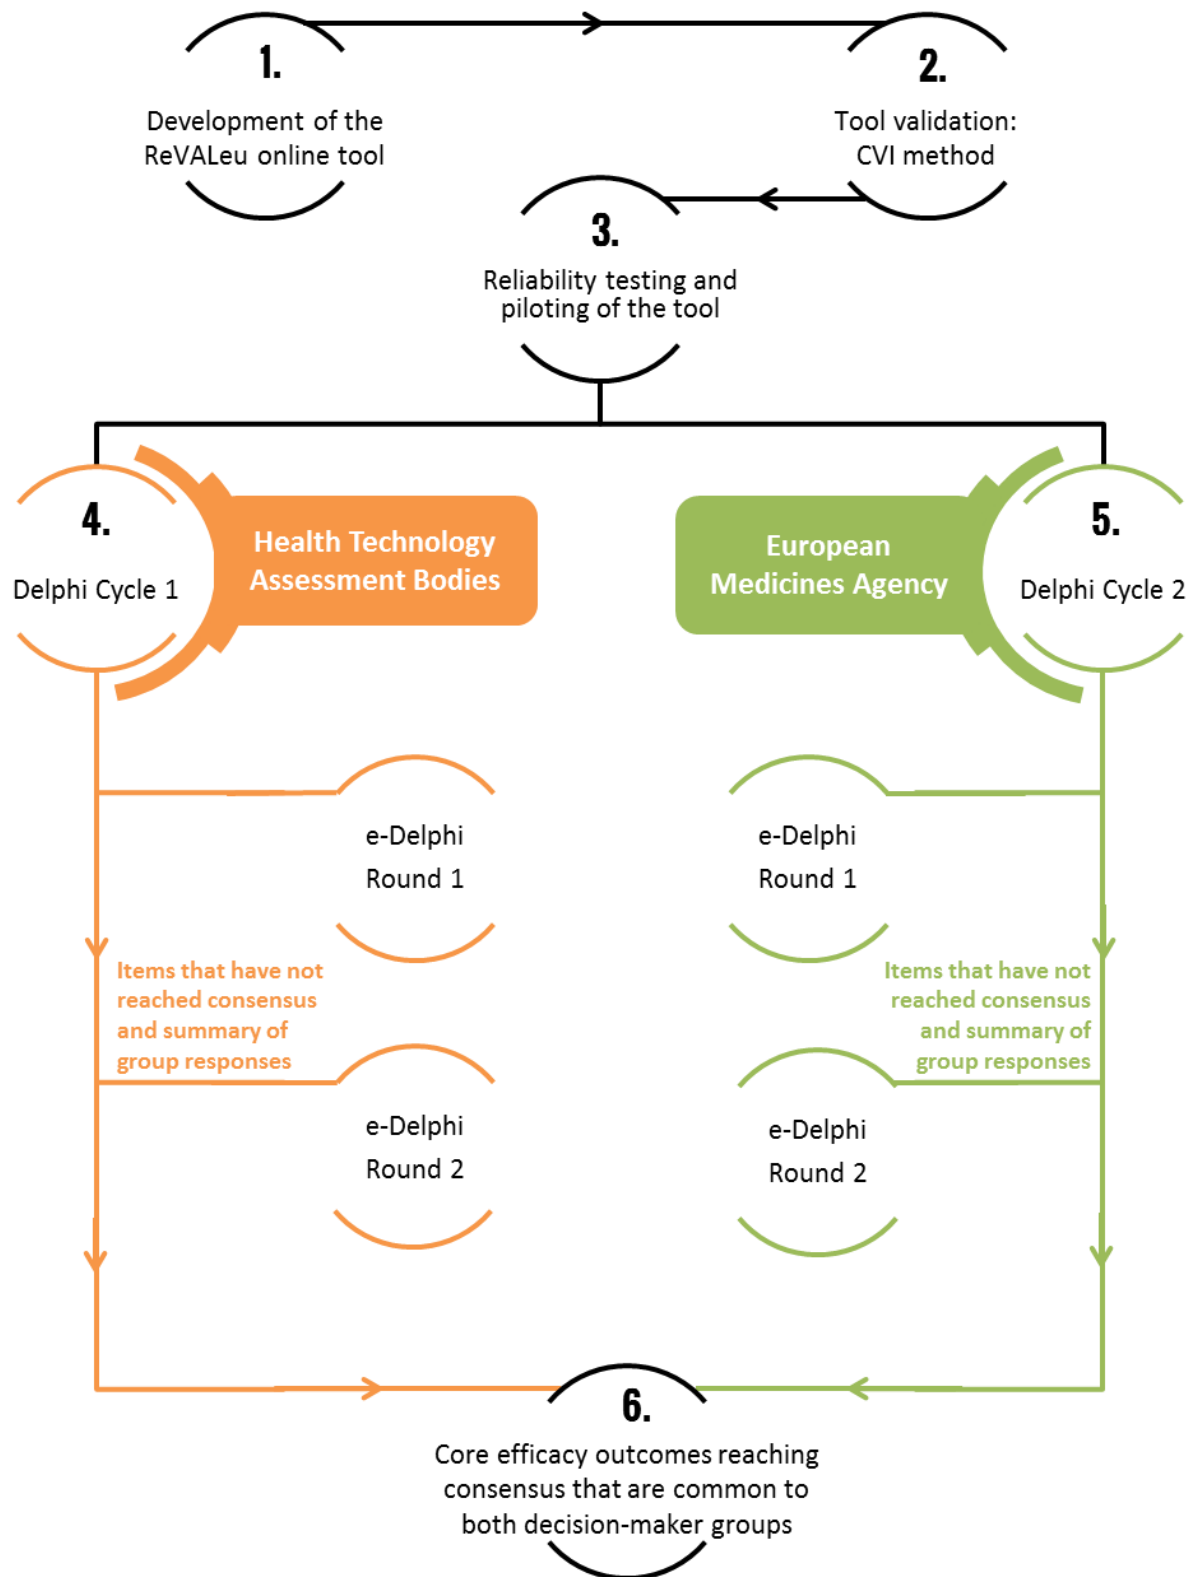 1.
Development of the
ReVALeu online tool
2.
Tool validation:
CVI method
3.
Reliability testing and
piloting of the tool
4.
Delphi Cycle 1
Health Technology
Assessment Bodies
European
Medicines Agency
5.
Delphi Cycle 2
e-Delphi
Round 1
e-Delphi
Round 1
Items that have not
reached consensus
and summary of
group responses
Items that have not
reached consensus
and summary of
group responses
e-Delphi
Round 2
e-Delphi
Round 2
6.
Core efficacy outcomes reaching
consensus that are common to
both decision-maker groups